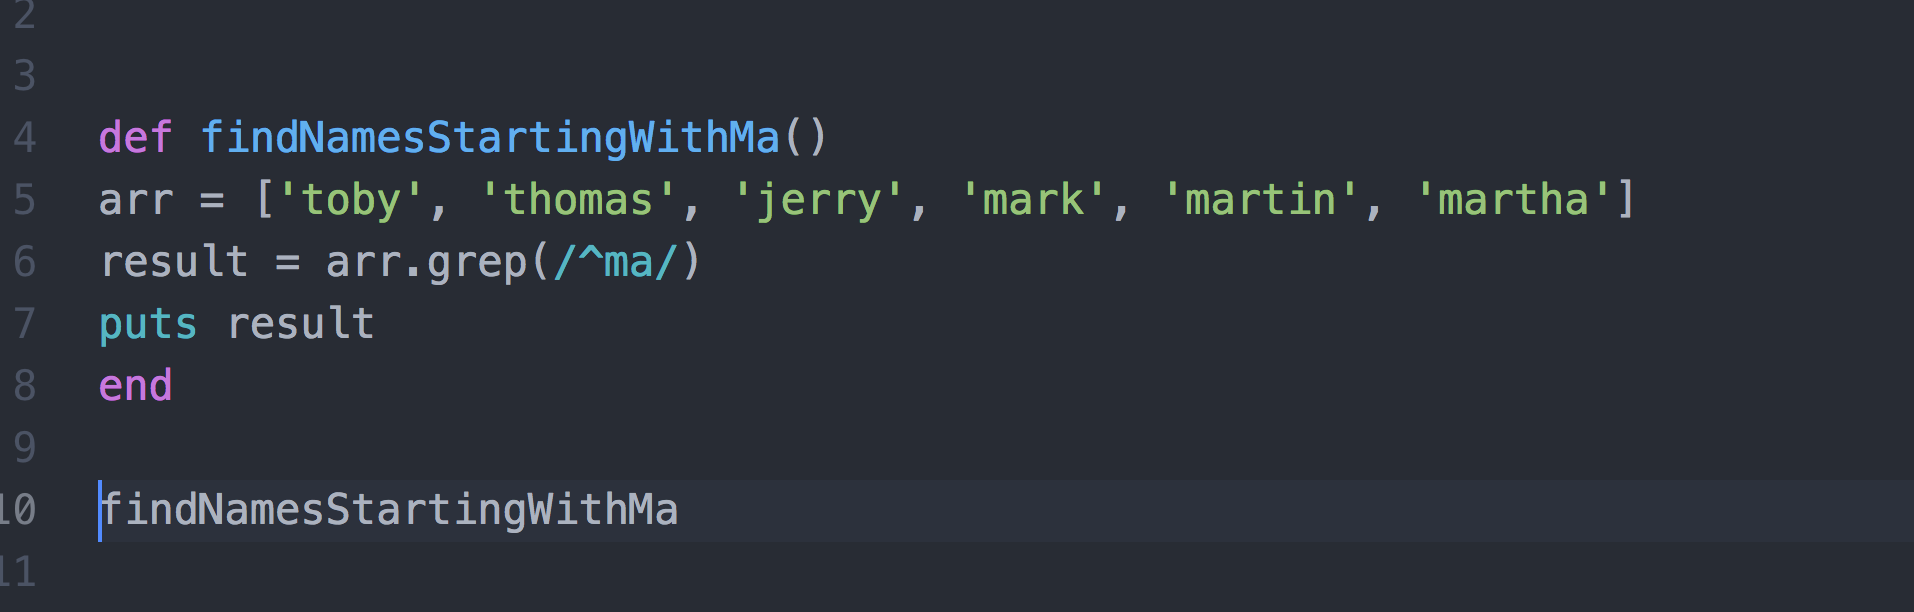 2
3
4 def findNamesStartingWithMa()
5 arr = ['toby', 'thomas', 'jerry', 'mark', 'martin', 'martha']
6 result = arr.grep(/^ma/)
7 puts result
8 end
9
10 findNamesStartingWithMa
11